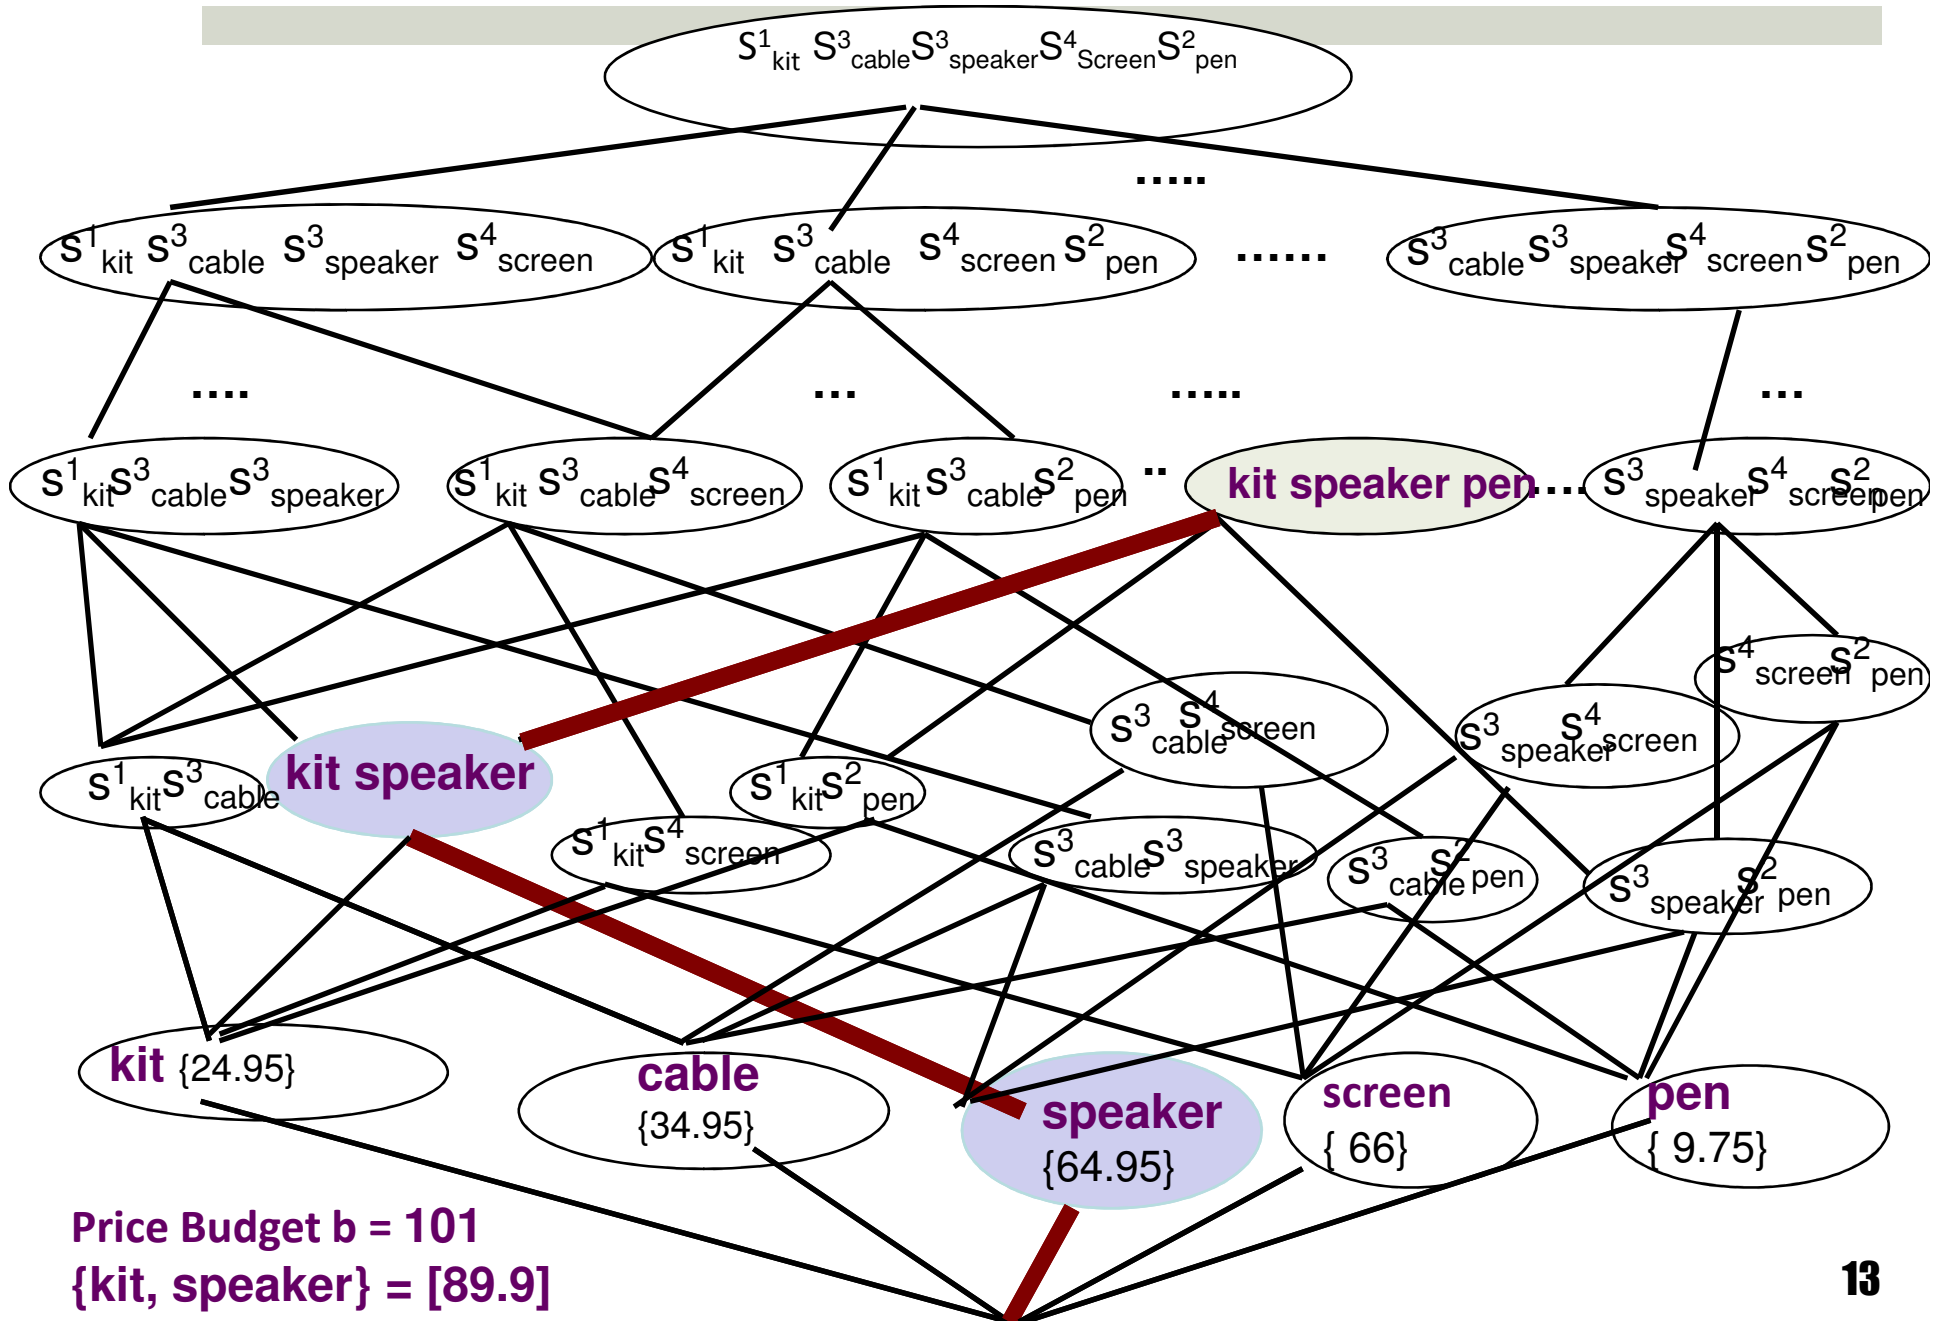 S¹kit S³cable S³speaker S⁴Screen S²pen
.....
S¹kit S³cable S³speaker S⁴screen
S¹kit S³cable S⁴screen S²pen
......
S³cable S³speaker S⁴screen S²pen
....
...
.....
...
S¹kit S³cable S³speaker
S¹kit S³cable S⁴screen
S¹kit S³cable S²pen
..
kit speaker pen
....
S³speaker S⁴screen S²pen
S⁴screen S²pen
S³cable S⁴screen
S³speaker S⁴screen
S¹kit S³cable
kit speaker
S¹kit S²pen
S¹kit S⁴screen
S³cable S³speaker
S³cable S²pen
S³speaker S²pen
kit {24.95}
cable
{34.95}
speaker
{64.95}
screen
{ 66}
pen
{ 9.75}
Price Budget b = 101
{kit, speaker} = [89.9]
13